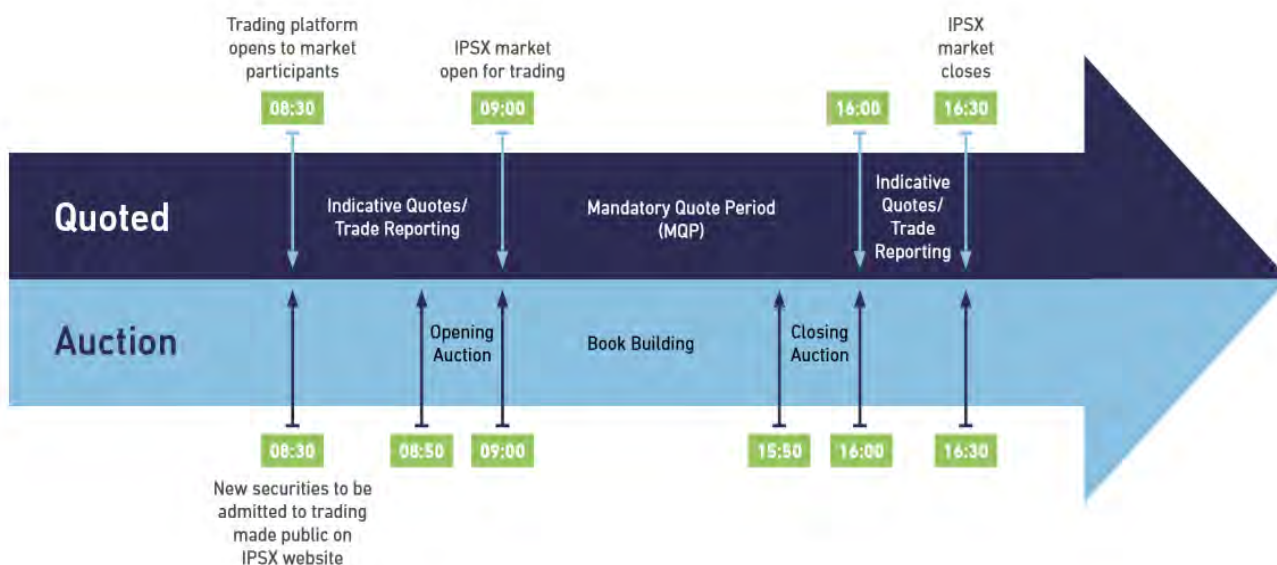 Trading platform
opens to market
participants
08:30
IPSX market
open for trading
09:00
16:00
IPSX
market
closes
16:30
Quoted
Indicative Quotes/
Trade Reporting
Mandatory Quote Period
(MQP)
Indicative
Quotes/
Trade
Reporting
Auction
Opening
Auction
Book Building
Closing
Auction
08:30
08:50
09:00
15:50
16:00
16:30
New securities to be
admitted to trading
made public on
IPSX website